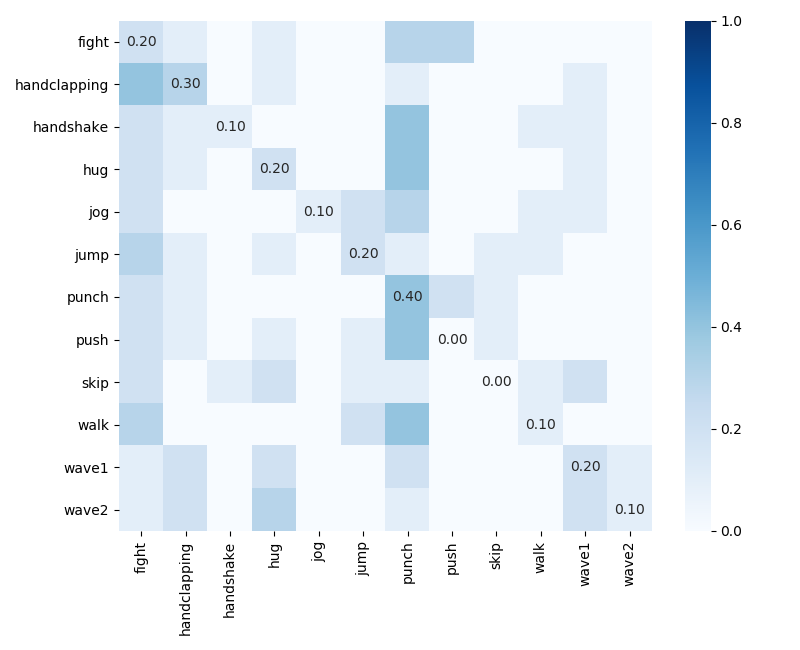 fight 0.20
handclapping 0.30
handshake 0.10
hug 0.20
jog 0.10
jump 0.20
punch 0.40
push 0.00
skip 0.00
walk 0.10
wave1 0.20
wave2 0.10
fight handclapping handshake hug jog jump punch push skip walk wave1 wave2
1.0
0.8
0.6
0.4
0.2
0.0